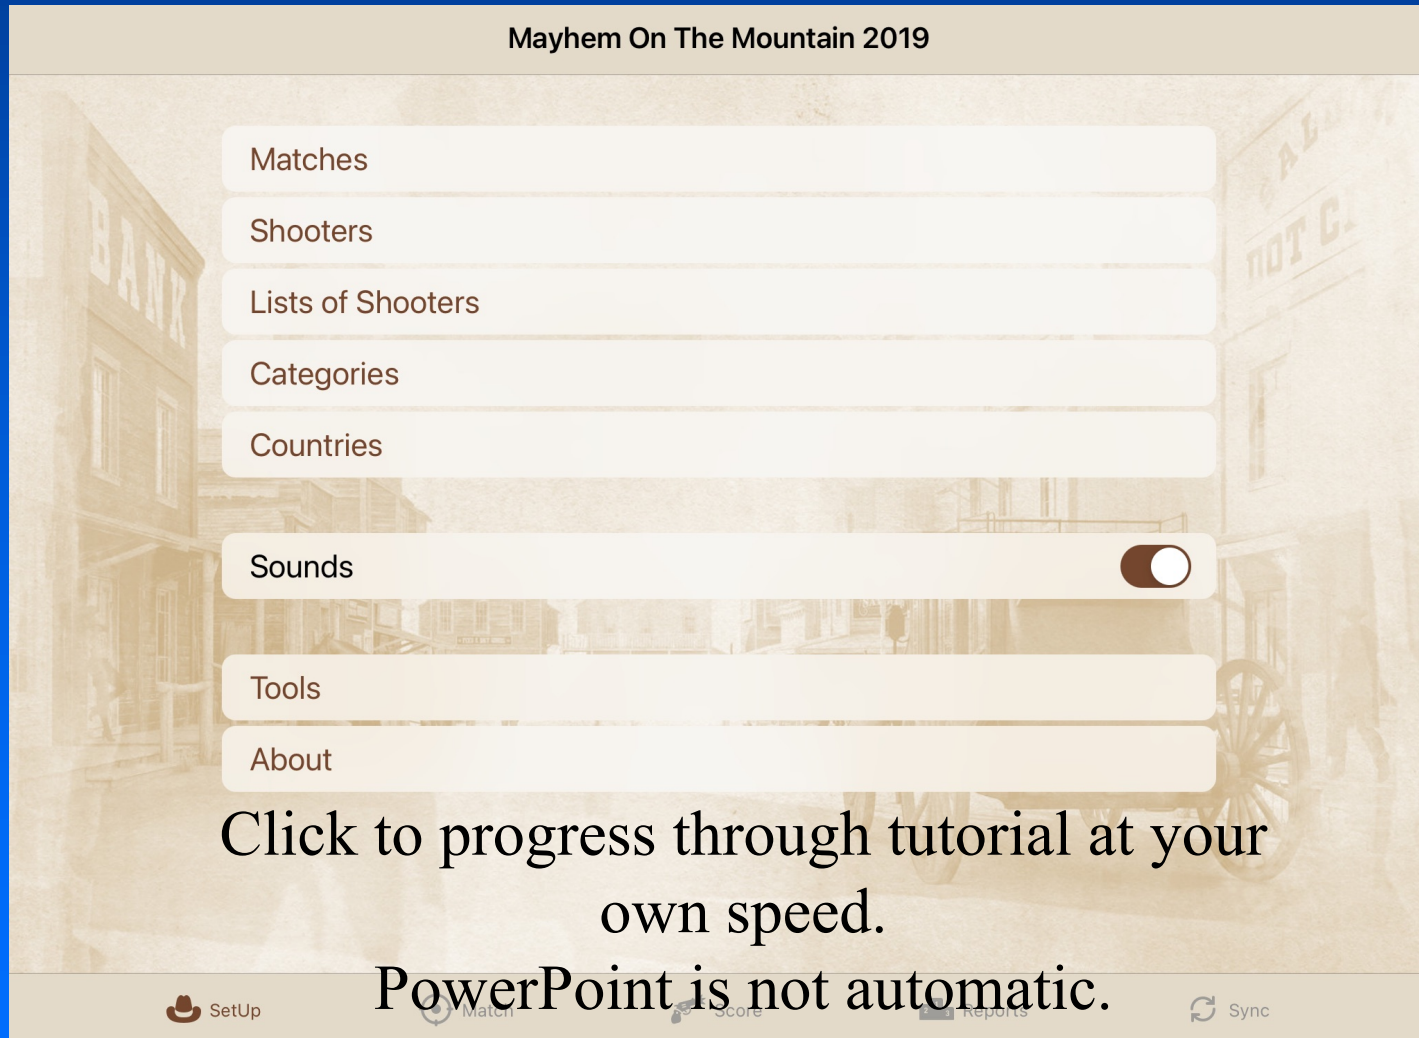 Mayhem On The Mountain 2019
BANK
Matches
Shooters
Lists of Shooters
Categories
Countries
Sounds
Tools
About
Click to progress through tutorial at your
own speed.
PowerPoint is not automatic.
SetUp
Match
Score
Reports
Sync